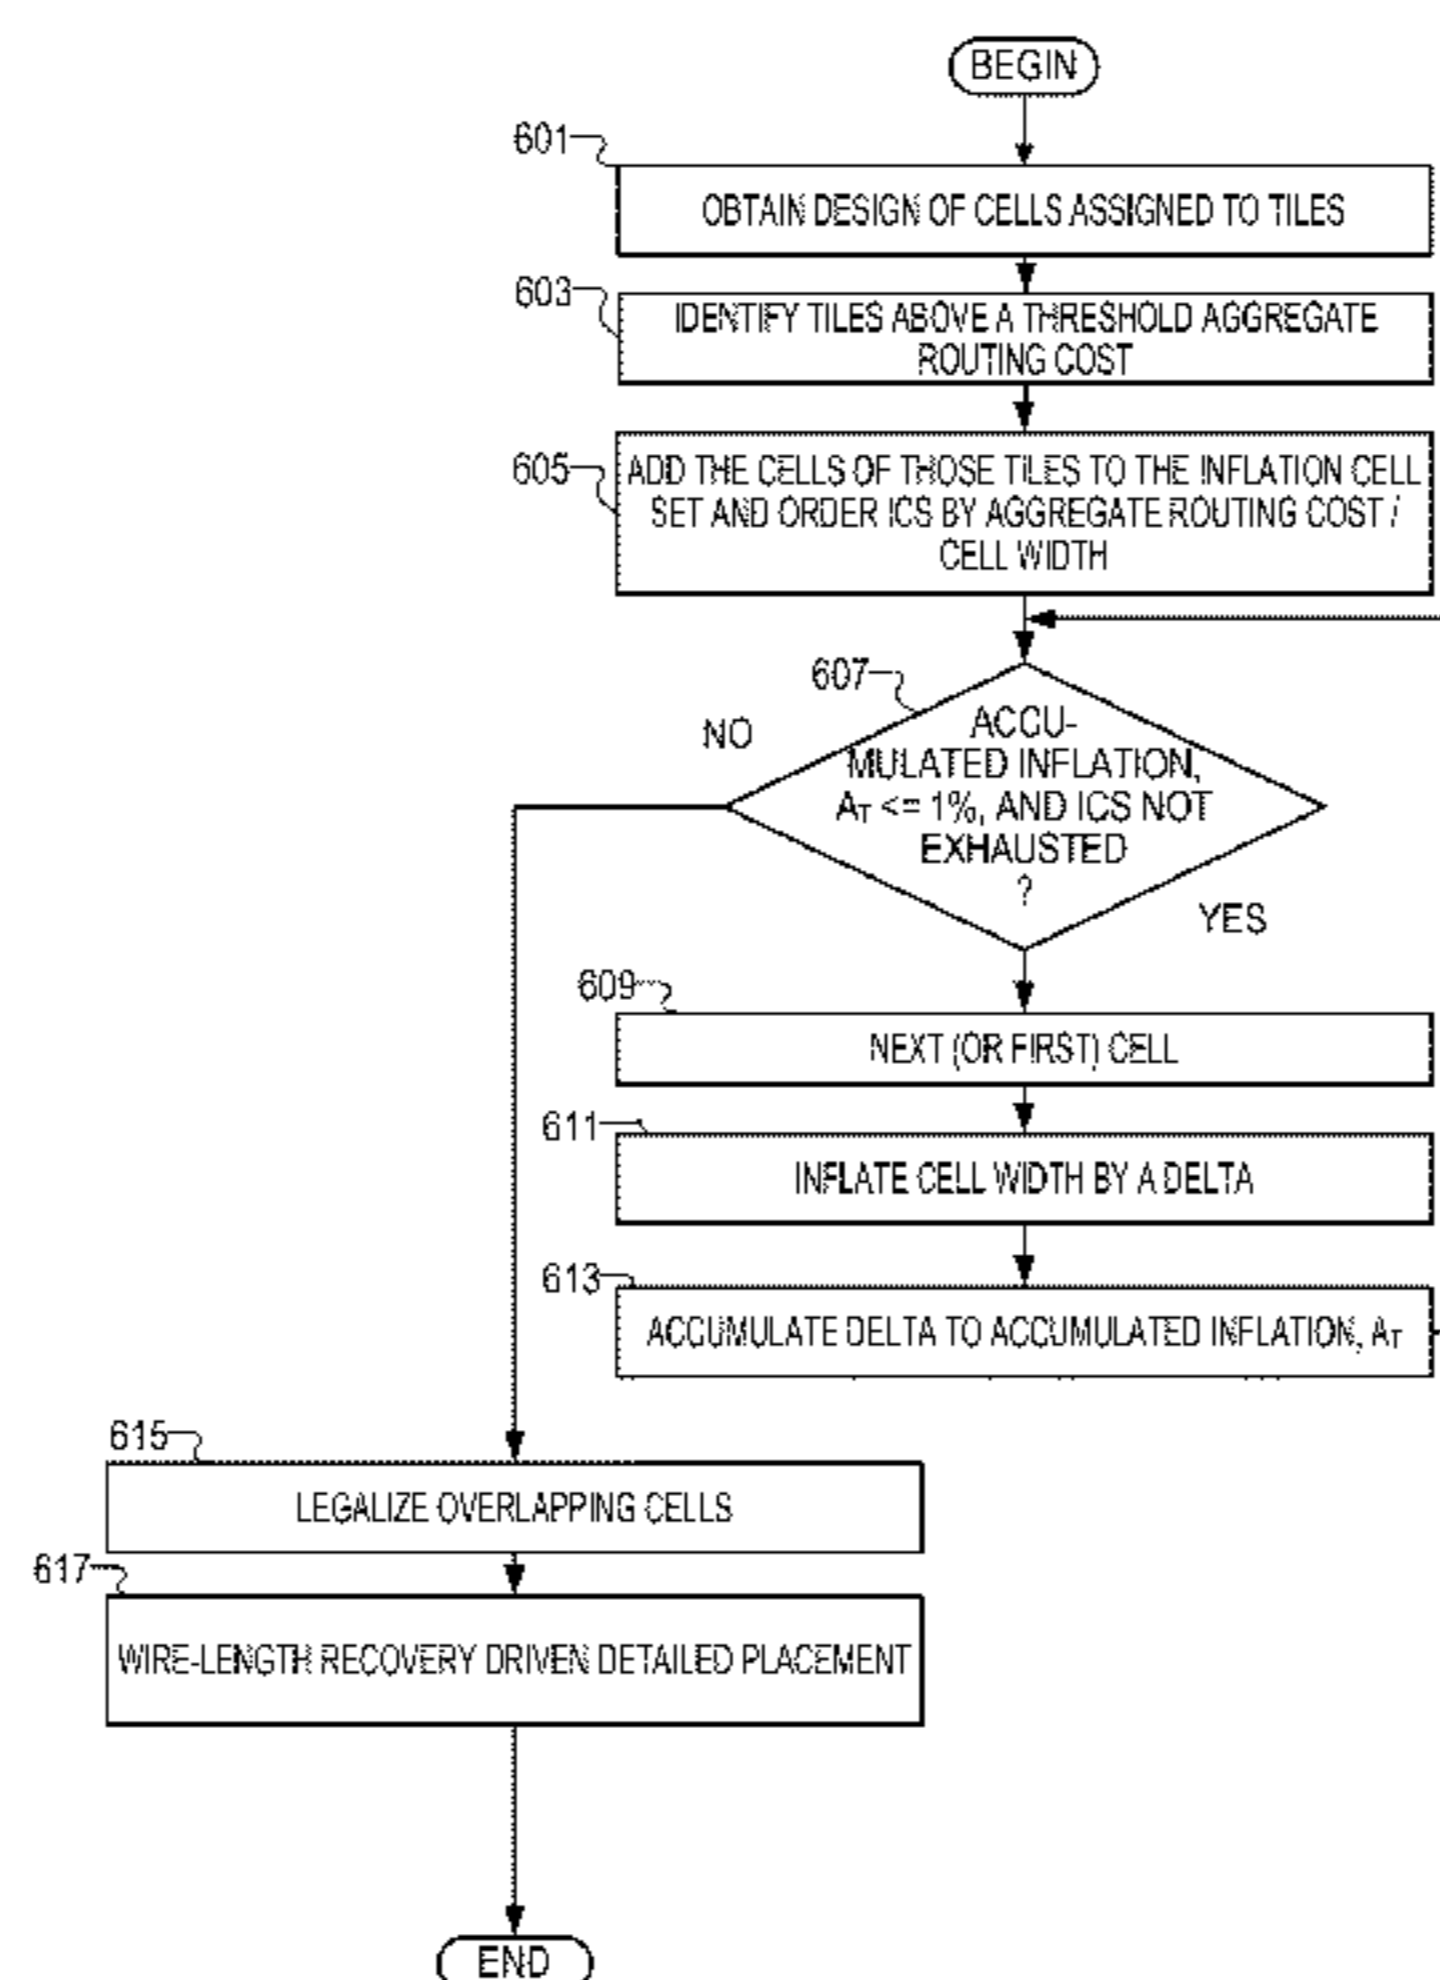 BEGIN
601
OBTAIN DESIGN OF CELLS ASSIGNED TO TILES
603
IDENTIFY TILES ABOVE A THRESHOLD AGGREGATE
ROUTING COST
605
ADD THE CELLS OF THOSE TILES TO THE INFLATION CELL
SET AND ORDER ICS BY AGGREGATE ROUTING COST /
CELL WIDTH
607
NO
ACCU-
MULATED INFLATION,
AT <= 1%, AND ICS NOT
EXHAUSTED
?
YES
609
NEXT (OR FIRST) CELL
611
INFLATE CELL WIDTH BY A DELTA
613
ACCUMULATE DELTA TO ACCUMULATED INFLATION, AT
615
LEGALIZE OVERLAPPING CELLS
617
WIRE-LENGTH RECOVERY DRIVEN DETAILED PLACEMENT
END